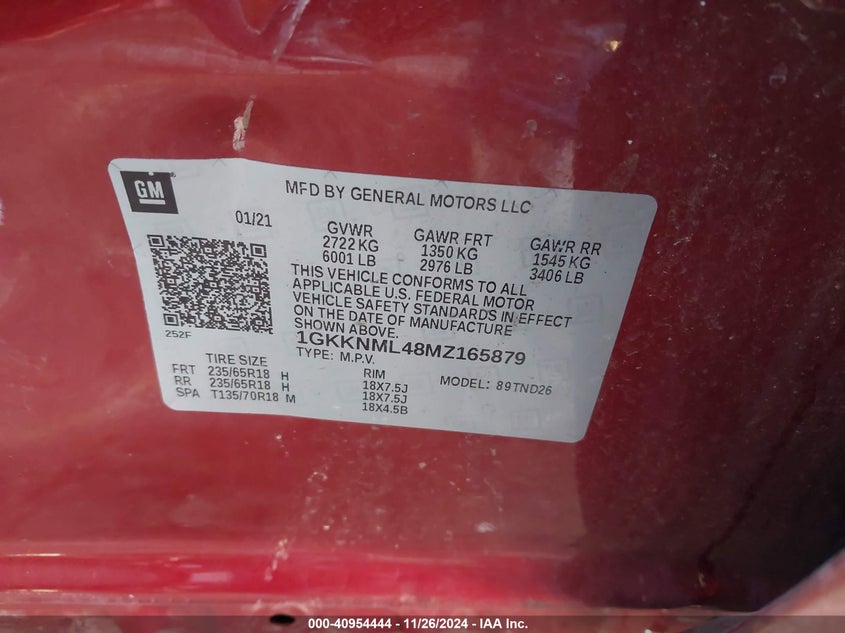 GM
MFD BY GENERAL MOTORS LLC
01/21
GVWR
2722 KG
6001 LB
GAWR FRT
1350 KG
2976 LB
GAWR RR
1545 KG
3406 LB
THIS VEHICLE CONFORMS TO ALL
APPLICABLE U.S. FEDERAL MOTOR
VEHICLE SAFETY STANDARDS IN EFFECT
ON THE DATE OF MANUFACTURE
SHOWN ABOVE.
252F
1GKKNML48MZ165879
TYPE: M.P.V.
MODEL: 89TND26
TIRE SIZE RIM
FRT 235/65R18 H 18X7.5J
RR 235/65R18 H 18X7.5J
SPA T135/70R18 M 18X4.5B
000-40954444 - 11/26/2024 - IAA Inc.